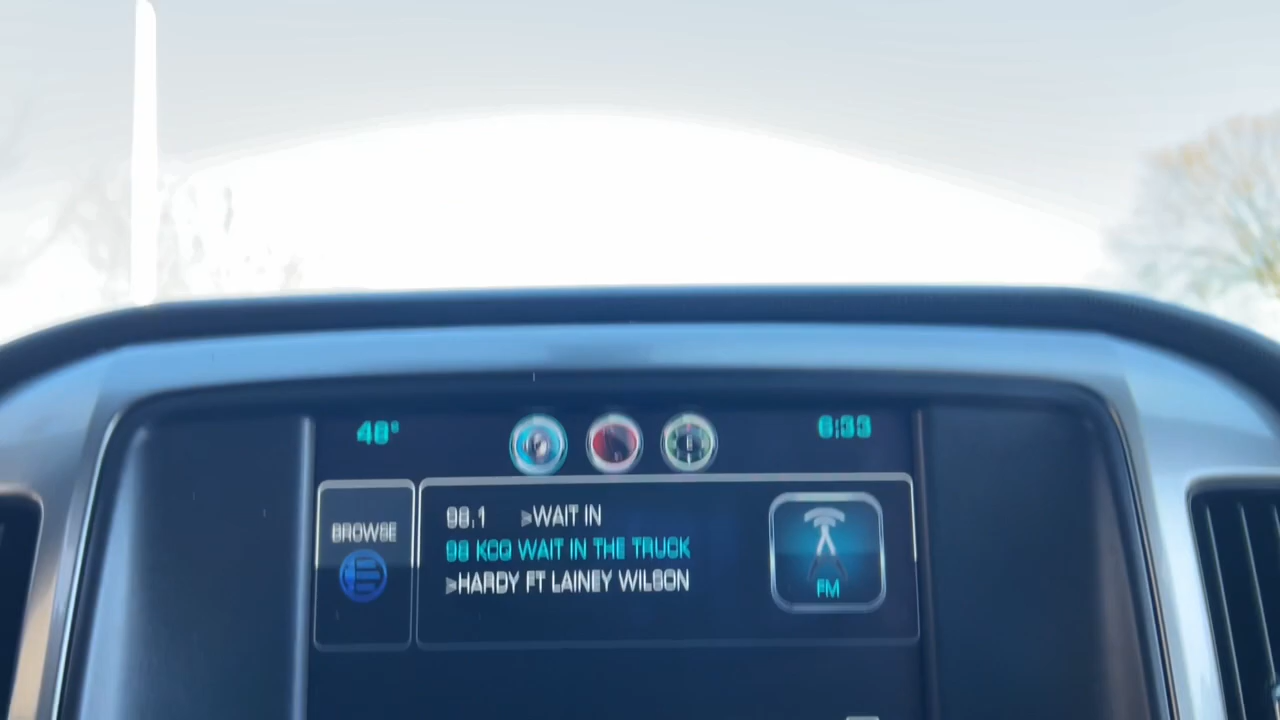 48° 6:33
BROWSE
98.1 >WAIT IN
98 KCQ WAIT IN THE TRUCK
>HARDY FT LAINEY WILSON
FM